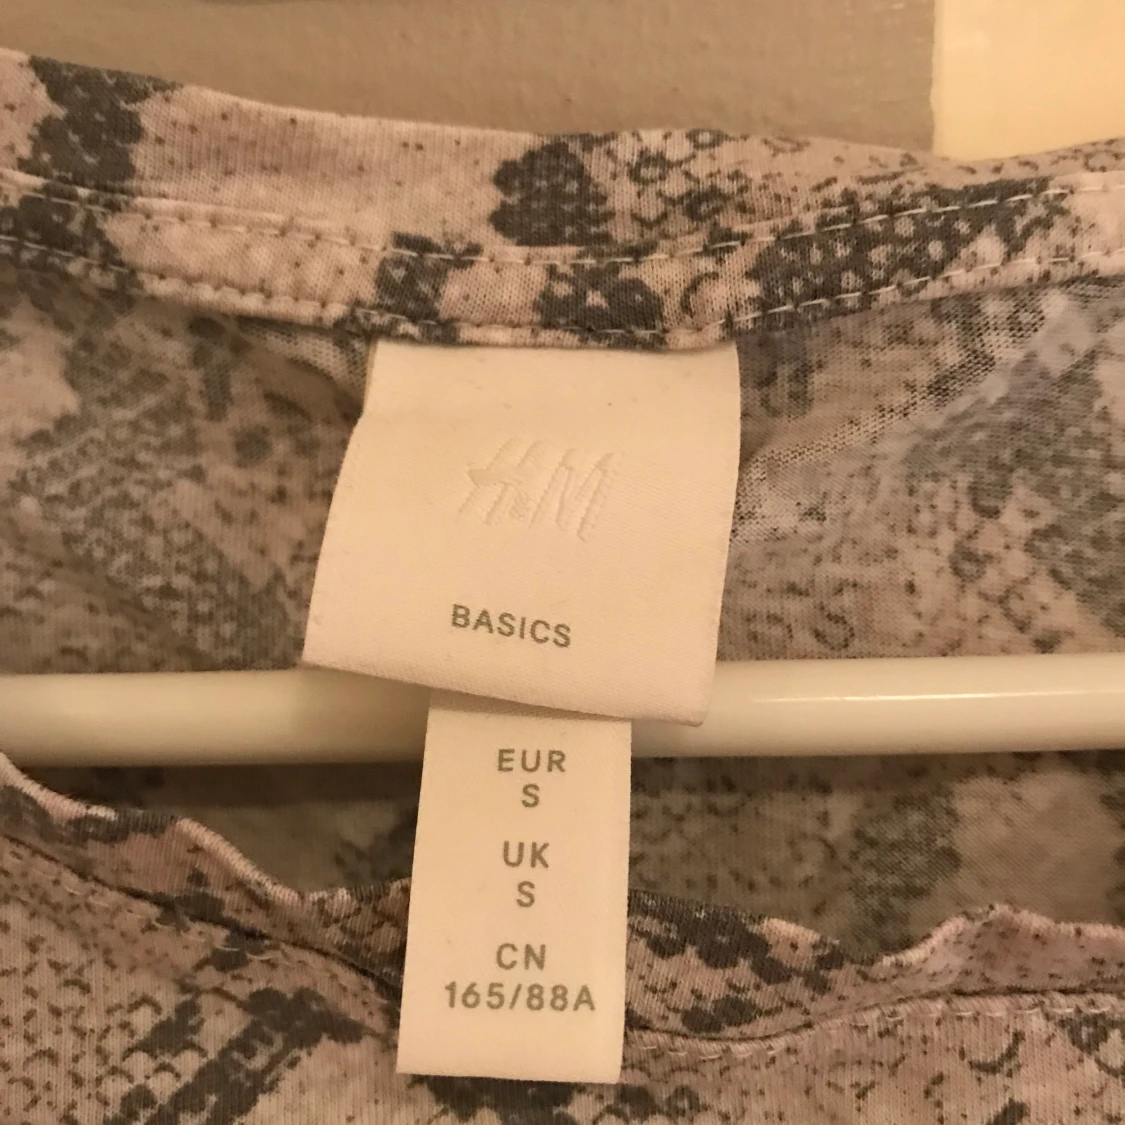 H&M
BASICS
EUR
S
UK
S
CN
165/88A